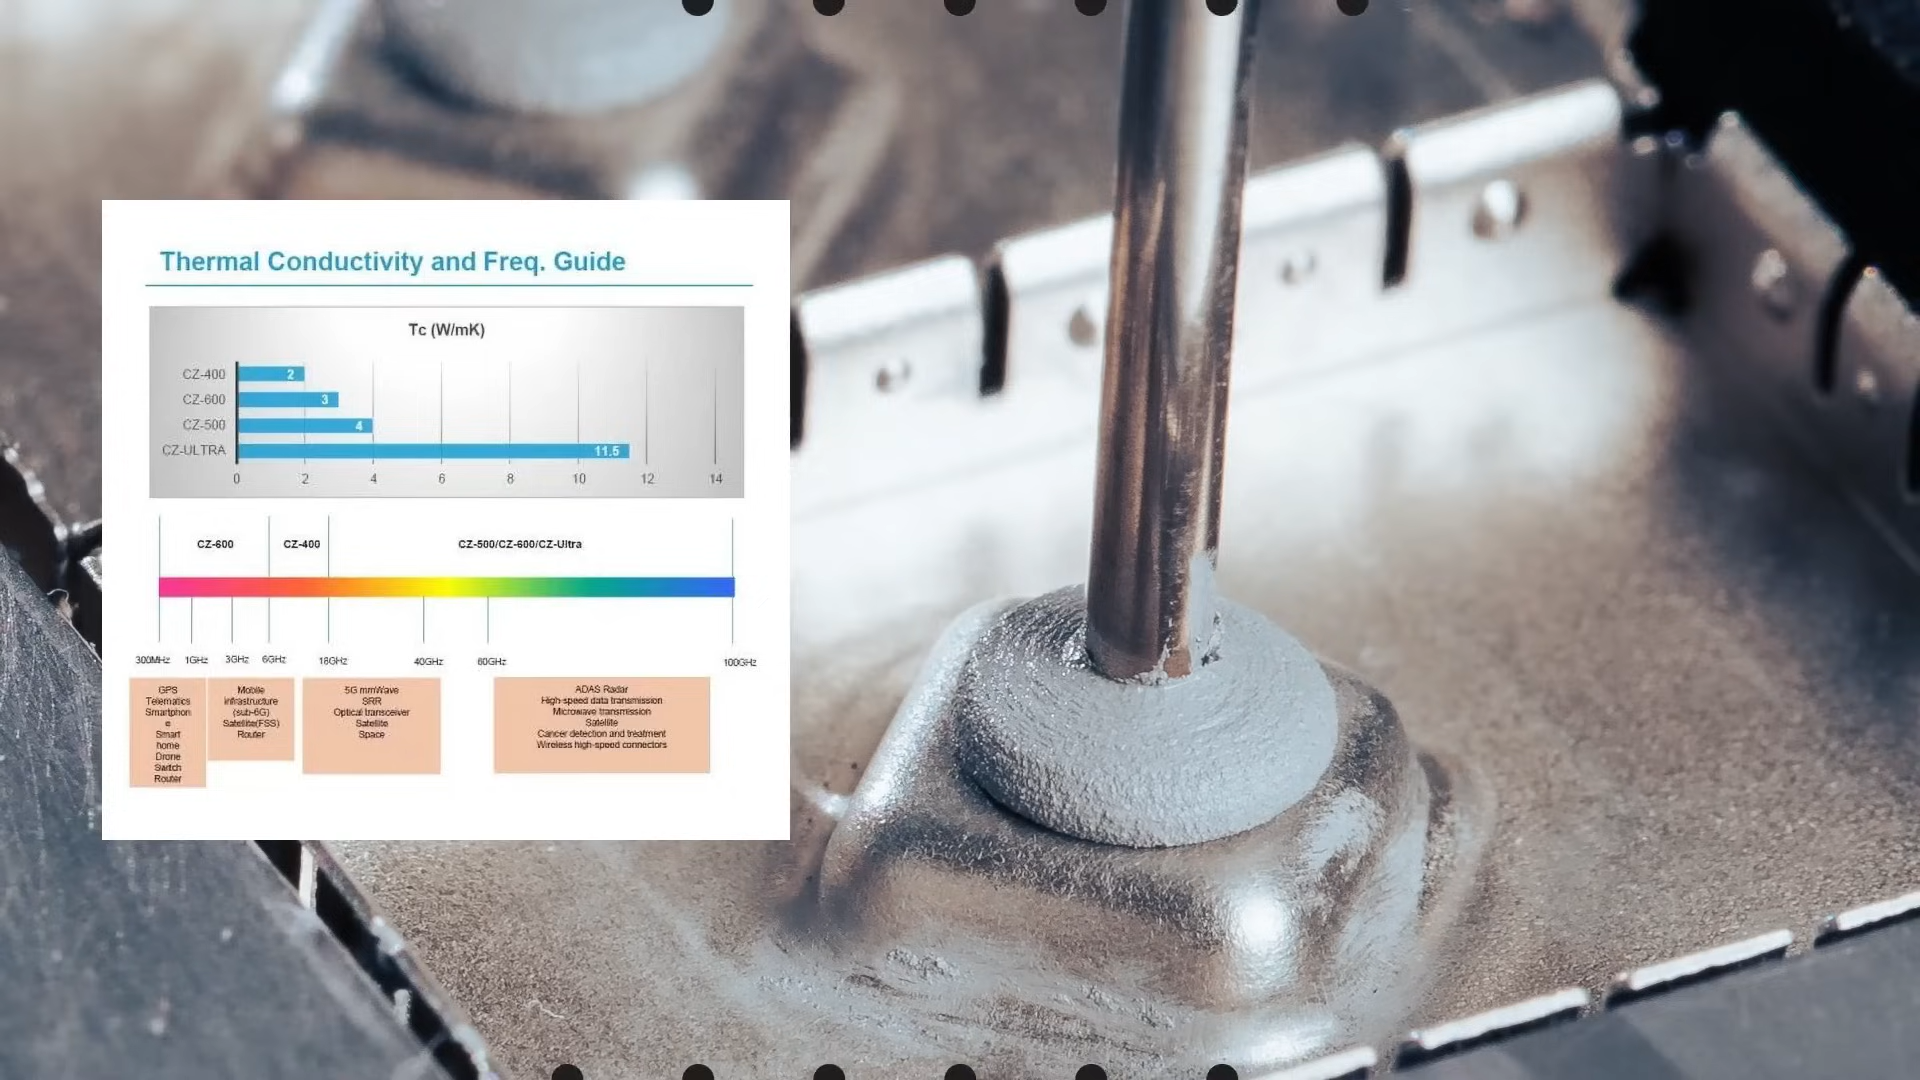 Thermal Conductivity and Freq. Guide
Tc (W/mK)
CZ-400 2
CZ-600 3
CZ-500 4
CZ-ULTRA 11.5
0 2 4 6 8 10 12 14
CZ-600 CZ-400 CZ-500/CZ-600/CZ-Ultra
300MHz 1GHz 3GHz 6GHz 18GHz 40GHz 60GHz 100GHz
GPS
Telematics
Smartphon
e
Smart
home
Drone
Switch
Router
Mobile
infrastructure
(sub-6G)
Satellite(FSS)
Router
5G mmWave
SRR
Optical transceiver
Satellite
Space
ADAS Radar
High-speed data transmission
Microwave transmission
Satellite
Cancer detection and treatment
Wireless high-speed connectors